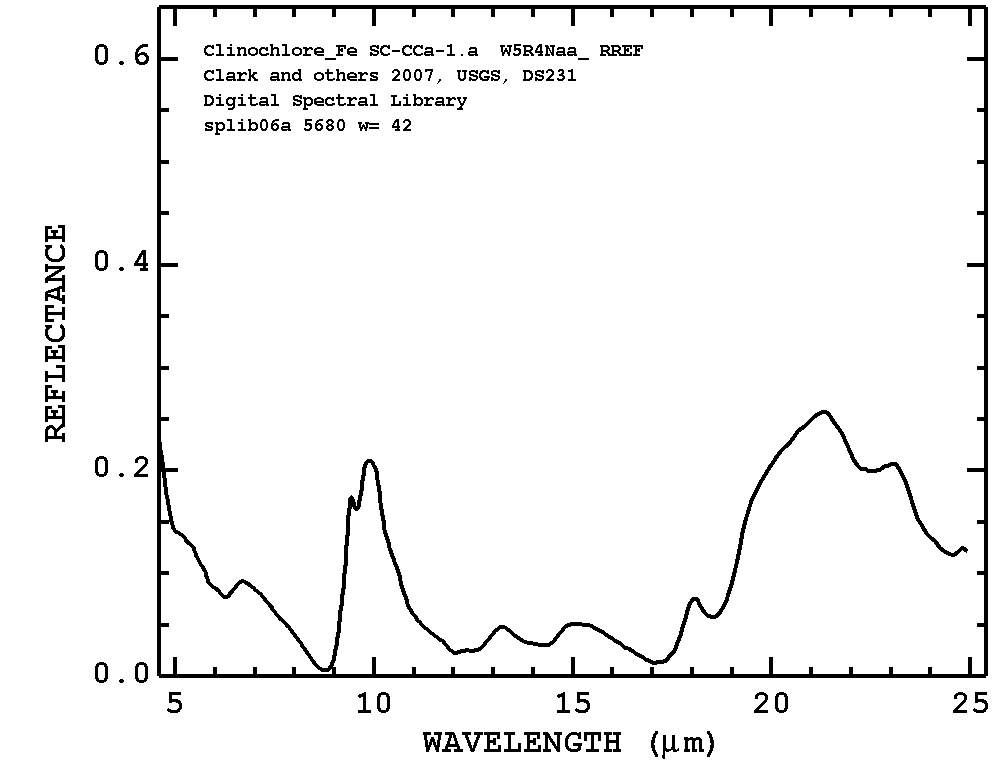 Clinochlore_Fe SC-CCa-1.a  W5R4Naa_ RREF
Clark and others 2007, USGS, DS231
Digital Spectral Library
splib06a 5680 w= 42
0.6
0.4
0.2
0.0
REFLECTANCE
5 10 15 20 25
WAVELENGTH (μm)